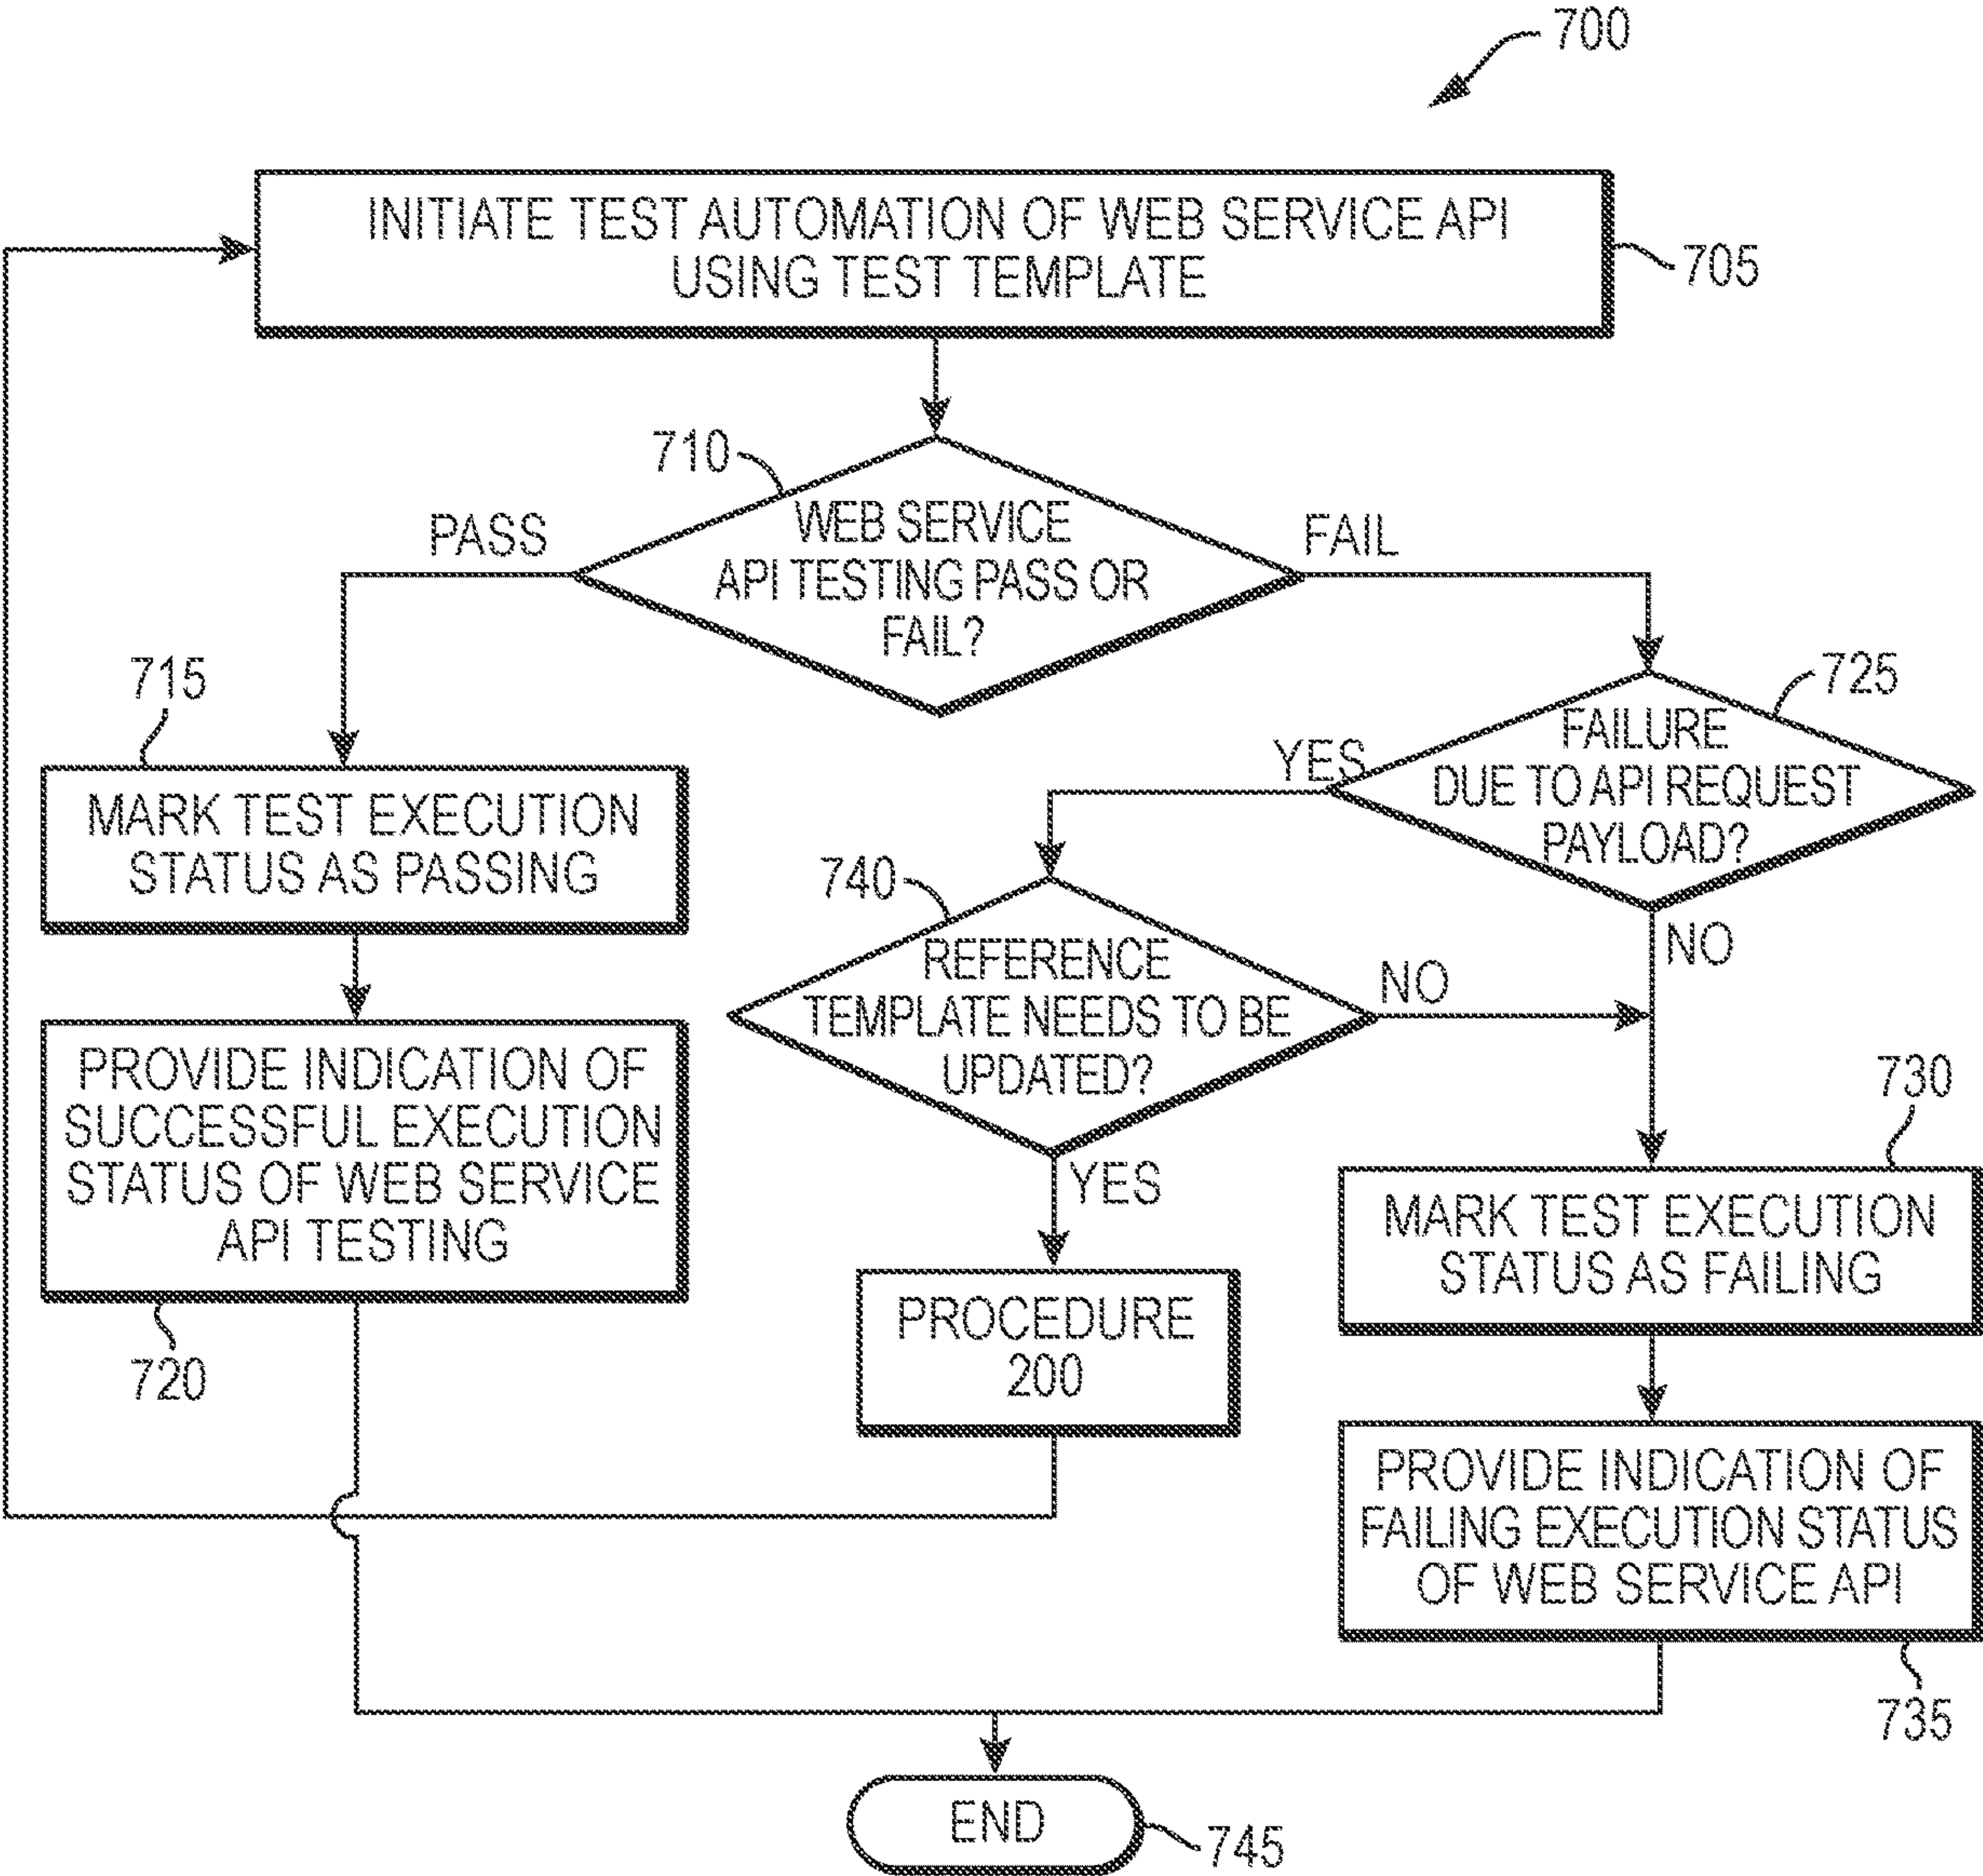 700
INITIATE TEST AUTOMATION OF WEB SERVICE API
USING TEST TEMPLATE
705
710
PASS
WEB SERVICE
API TESTING PASS OR
FAIL?
FAIL
715
MARK TEST EXECUTION
STATUS AS PASSING
725
FAILURE
DUE TO API REQUEST
PAYLOAD?
YES
NO
740
REFERENCE
TEMPLATE NEEDS TO BE
UPDATED?
NO
YES
PROVIDE INDICATION OF
SUCCESSFUL EXECUTION
STATUS OF WEB SERVICE
API TESTING
720
PROCEDURE
200
730
MARK TEST EXECUTION
STATUS AS FAILING
PROVIDE INDICATION OF
FAILING EXECUTION STATUS
OF WEB SERVICE API
735
END
745